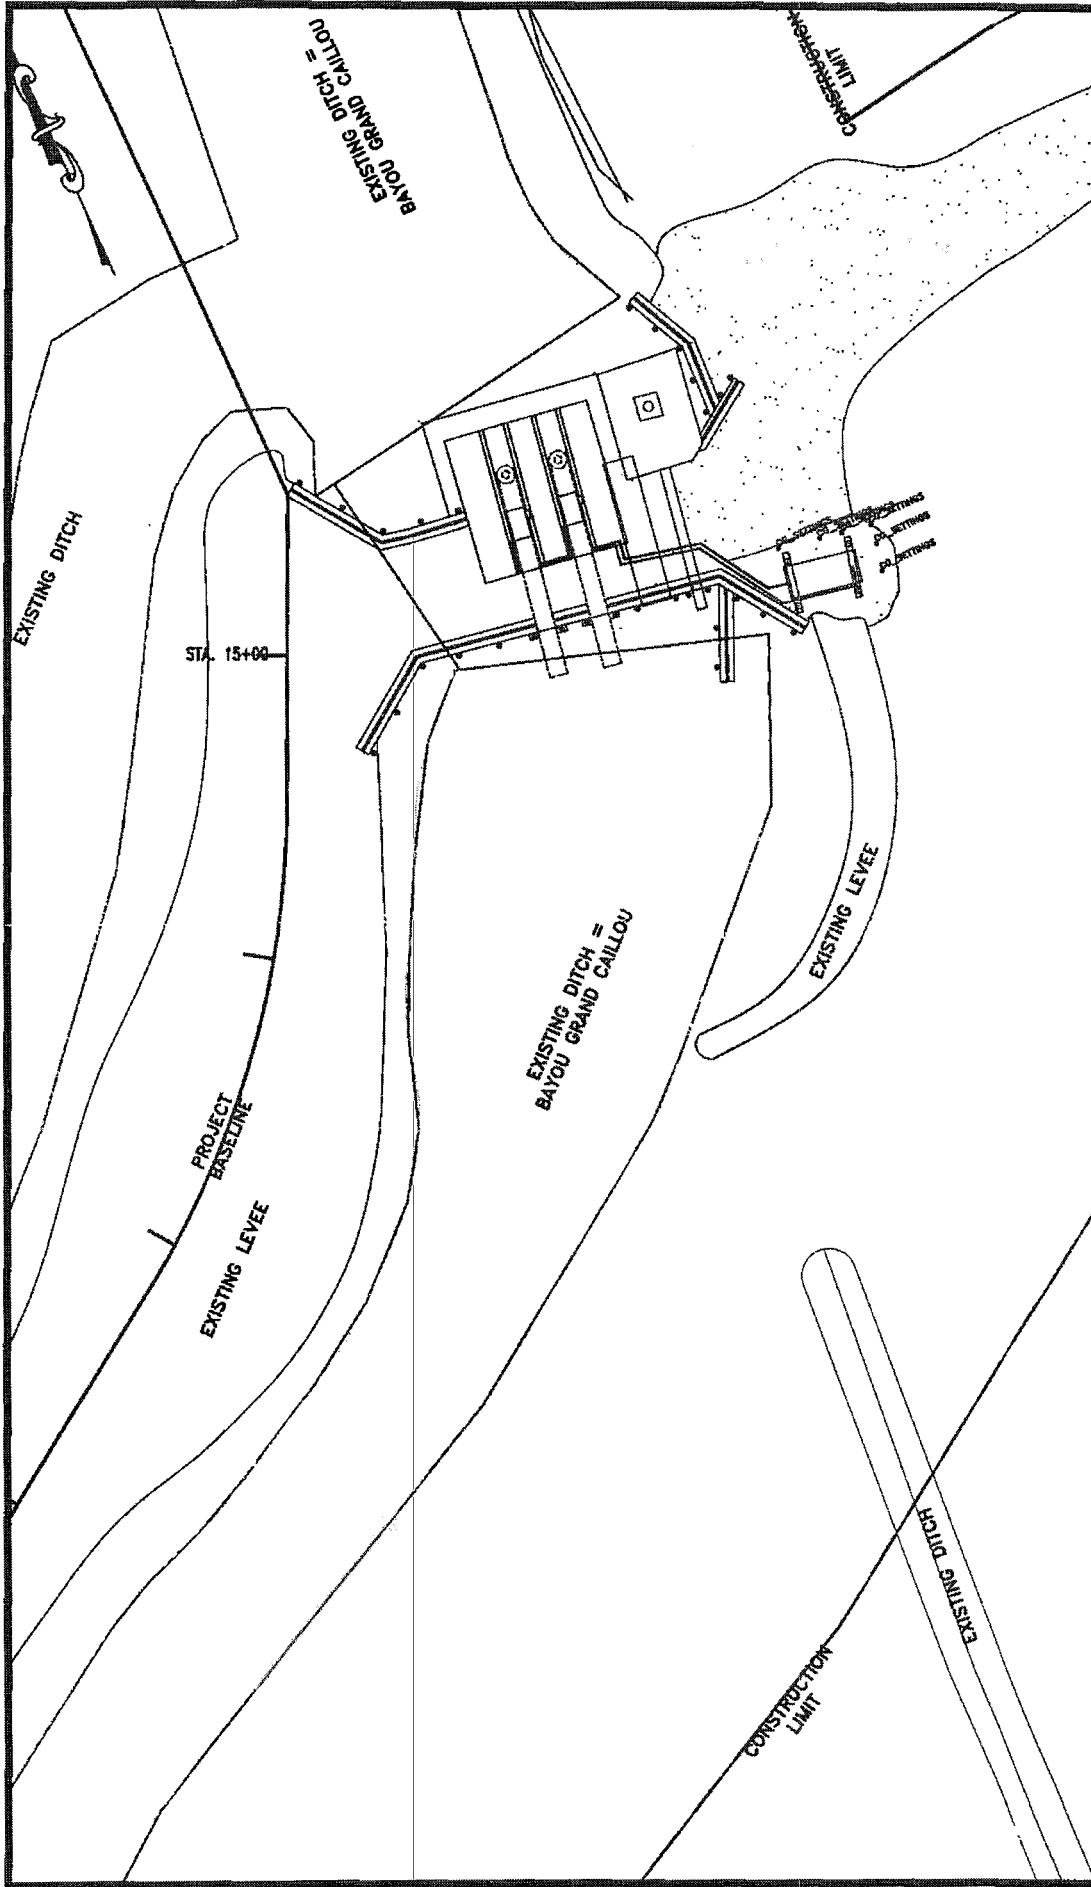 EXISTING DITCH =
BAYOU GRAND CAILLOU
CONSTRUCTION
LIMIT
EXISTING DITCH
STA. 15+00
EXISTING LEVEE
EXISTING DITCH =
BAYOU GRAND CAILLOU
PROJECT
BASELINE
EXISTING LEVEE
EXISTING DITCH
CONSTRUCTION
LIMIT